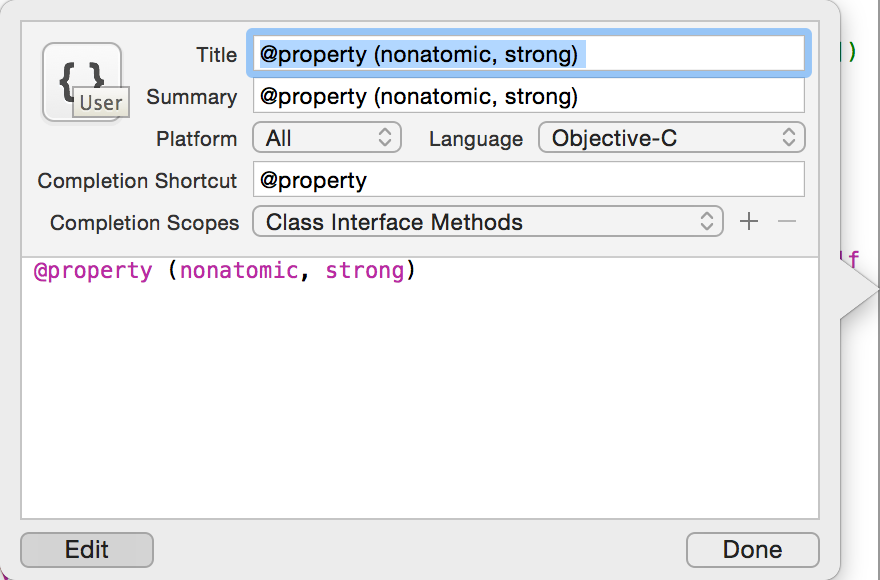 { }
User
Title @property (nonatomic, strong)
Summary @property (nonatomic, strong)
Platform All Language Objective-C
Completion Shortcut @property
Completion Scopes Class Interface Methods + —
@property (nonatomic, strong)
Edit Done
)
f